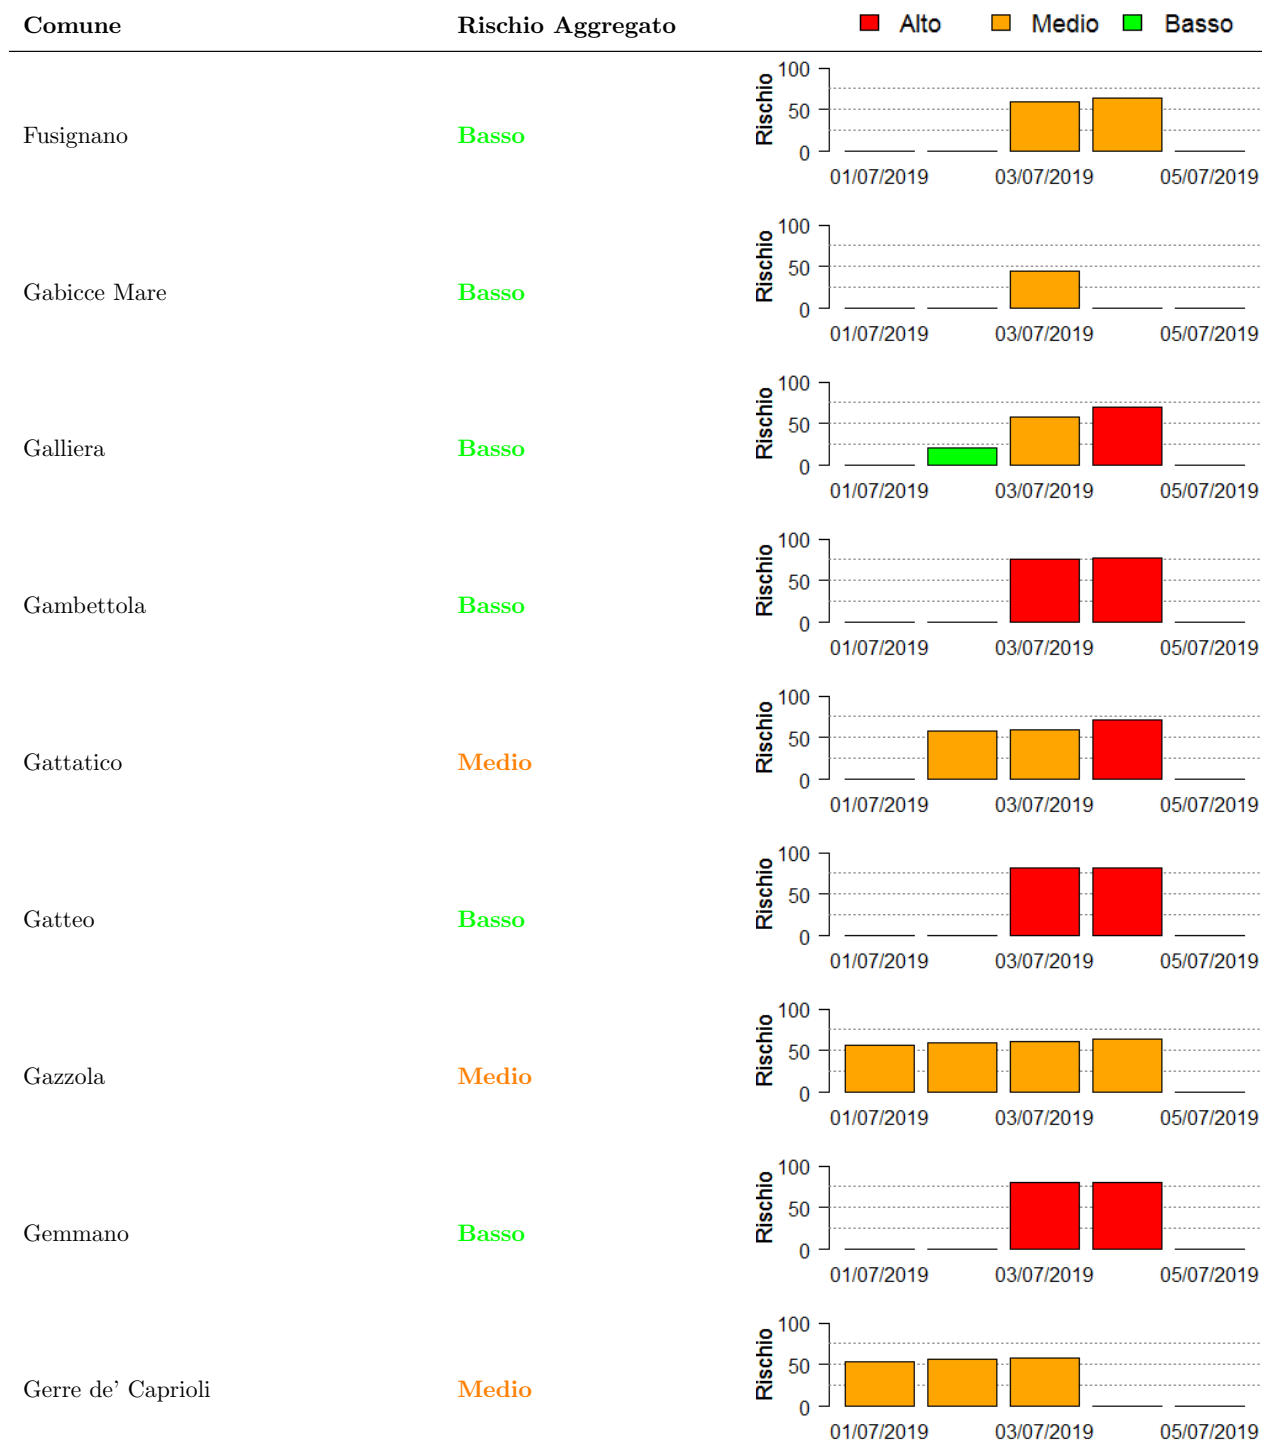 Comune Rischio Aggregato Alto Medio Basso
100
50
0
Rischio
Fusignano Basso
01/07/2019 03/07/2019 05/07/2019
100
50
0
Rischio
Gabicce Mare Basso
01/07/2019 03/07/2019 05/07/2019
100
50
0
Rischio
Galliera Basso
01/07/2019 03/07/2019 05/07/2019
100
50
0
Rischio
Gambettola Basso
01/07/2019 03/07/2019 05/07/2019
100
50
0
Rischio
Gattatico Medio
01/07/2019 03/07/2019 05/07/2019
100
50
0
Rischio
Gatteo Basso
01/07/2019 03/07/2019 05/07/2019
100
50
0
Rischio
Gazzola Medio
01/07/2019 03/07/2019 05/07/2019
100
50
0
Rischio
Gemmano Basso
01/07/2019 03/07/2019 05/07/2019
100
50
0
Rischio
Gerre de' Caprioli Medio
01/07/2019 03/07/2019 05/07/2019